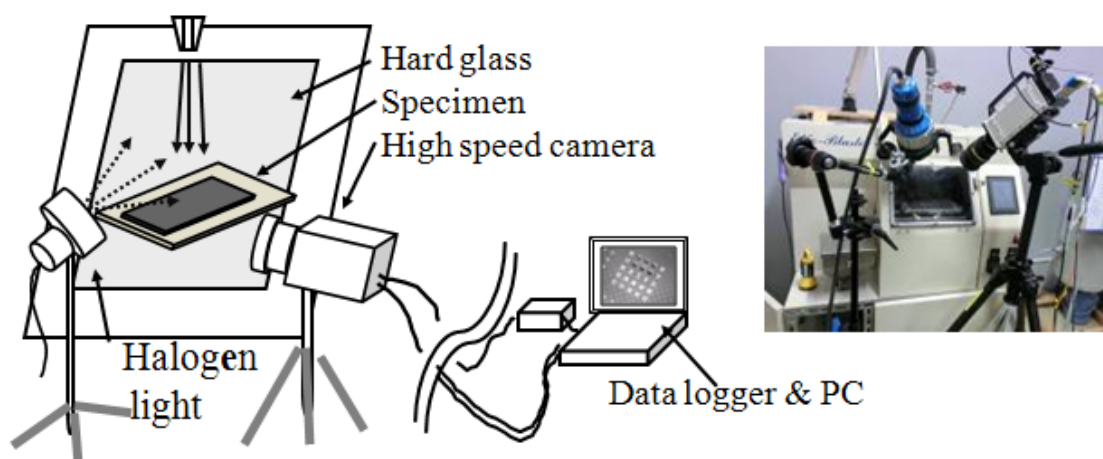 Hard glass
Specimen
High speed camera
Halogen
light
Data logger & PC